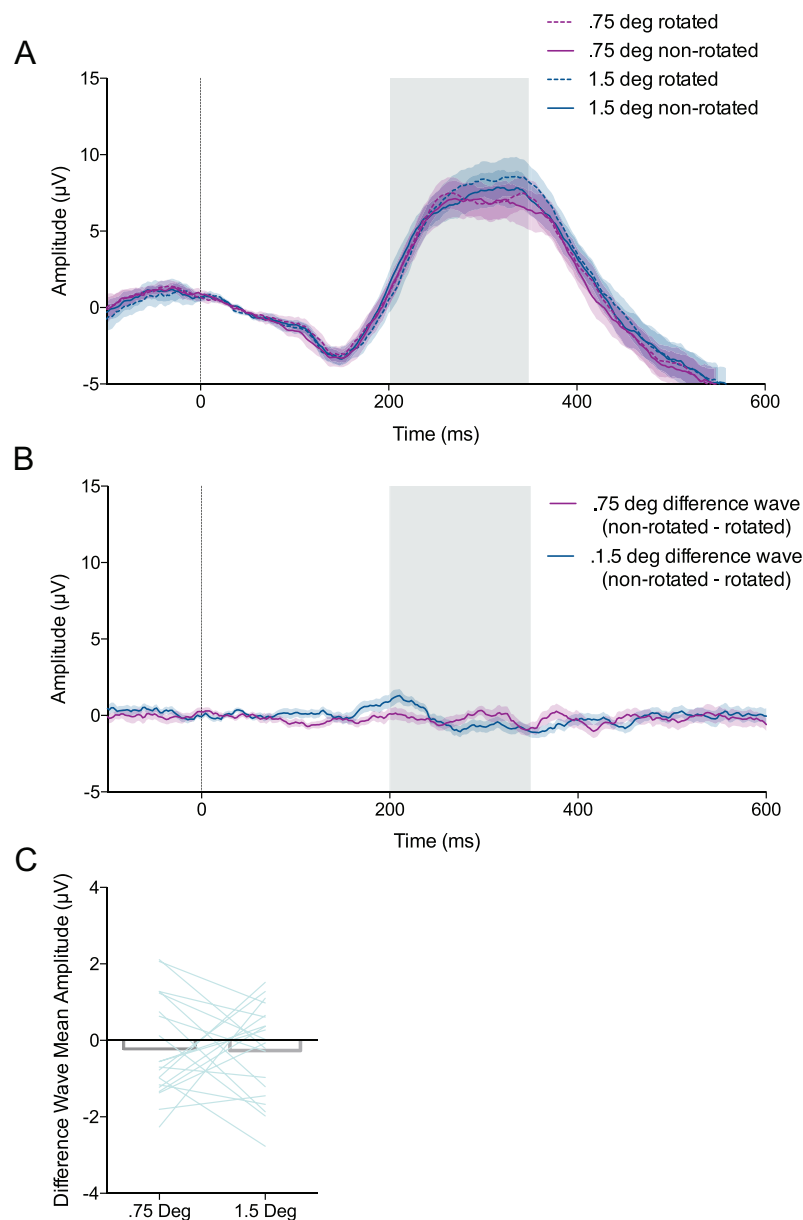 .75 deg rotated
.75 deg non-rotated
1.5 deg rotated
1.5 deg non-rotated
A
15
10
5
0
-5
Amplitude (µV)
0
200
400
600
Time (ms)
B
15
10
5
0
-5
Amplitude (µV)
.75 deg difference wave
(non-rotated - rotated)
.1.5 deg difference wave
(non-rotated - rotated)
0
200
400
600
Time (ms)
C
4
2
0
-2
-4
Difference Wave Mean Amplitude (µV)
.75 Deg
1.5 Deg